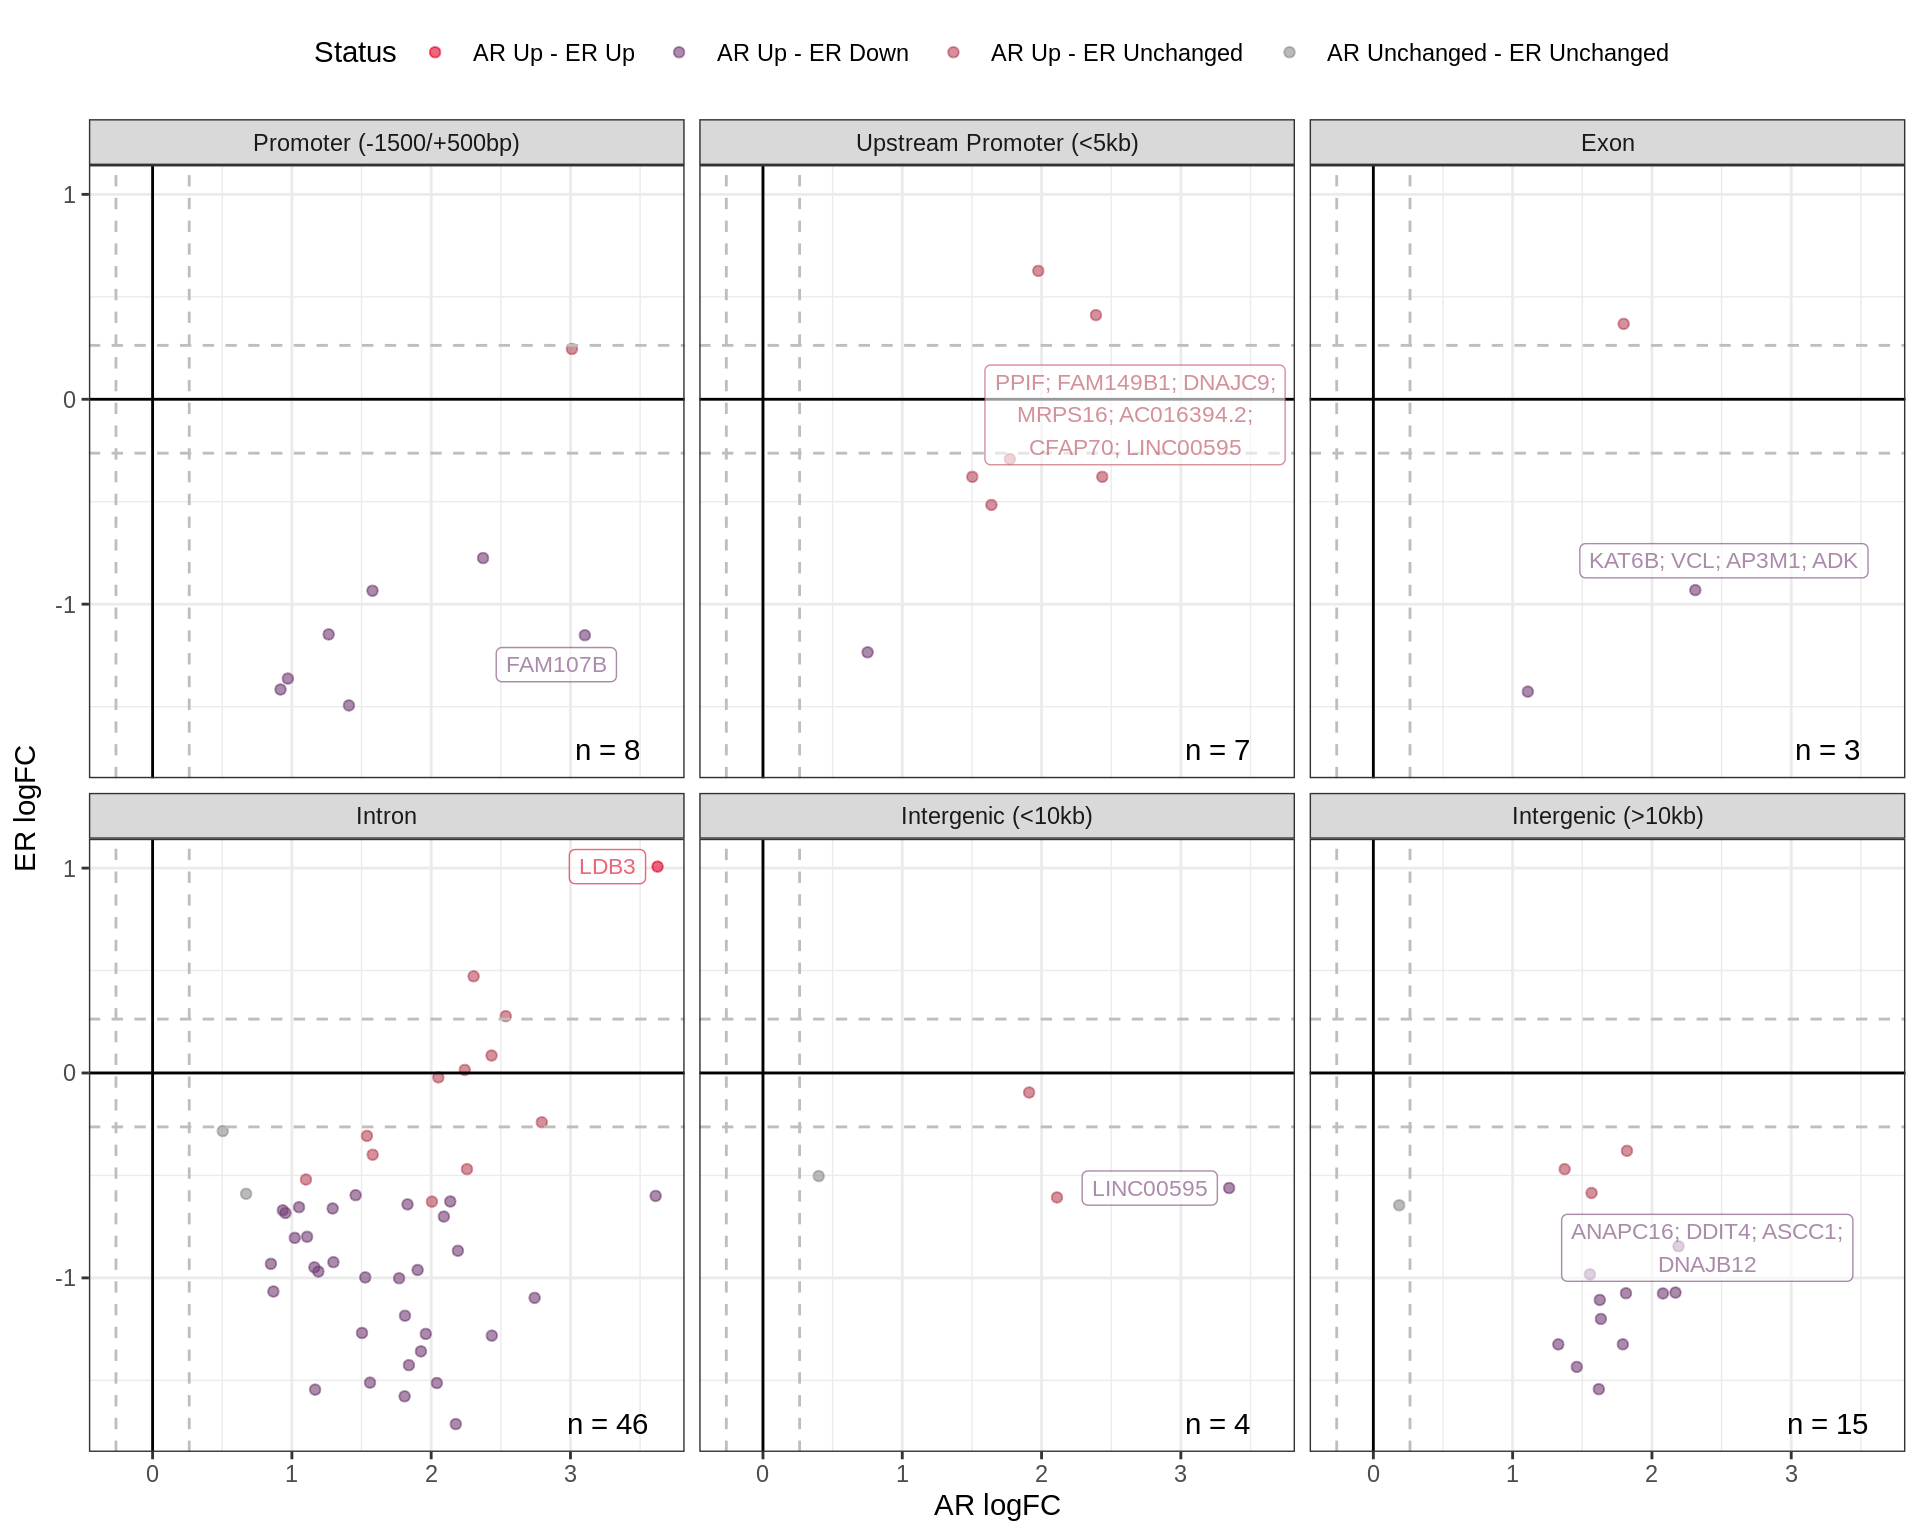 Status AR Up - ER Up AR Up - ER Down AR Up - ER Unchanged AR Unchanged - ER Unchanged
Promoter (-1500/+500bp) Upstream Promoter (<5kb) Exon
1
0
-1
PPIF; FAM149B1; DNAJC9;
MRPS16; AC016394.2;
CFAP70; LINC00595
KAT6B; VCL; AP3M1; ADK
FAM107B
n = 8 n = 7 n = 3
ER logFC
Intron Intergenic (<10kb) Intergenic (>10kb)
1
0
-1
LDB3
LINC00595
ANAPC16; DDIT4; ASCC1;
DNAJB12
n = 46 n = 4 n = 15
0 1 2 3 0 1 2 3 0 1 2 3
AR logFC